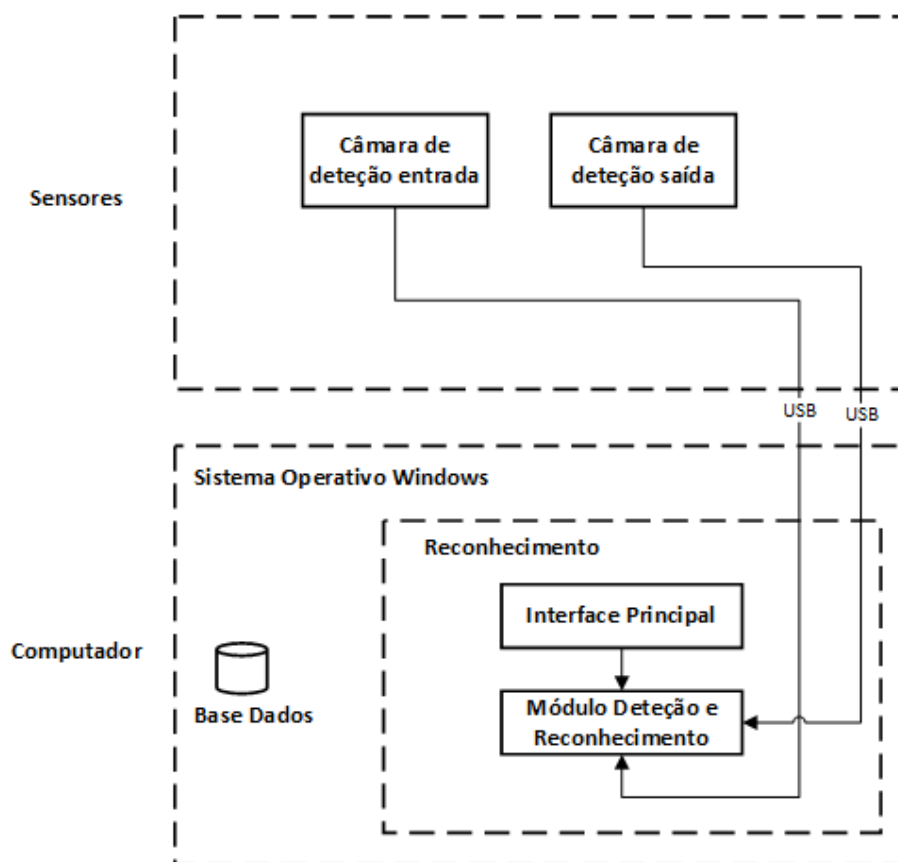 Câmara de
deteção entrada
Câmara de
deteção saída
Sensores
USB
USB
Sistema Operativo Windows
Reconhecimento
Interface Principal
Computador
Base Dados
Módulo Deteção e
Reconhecimento